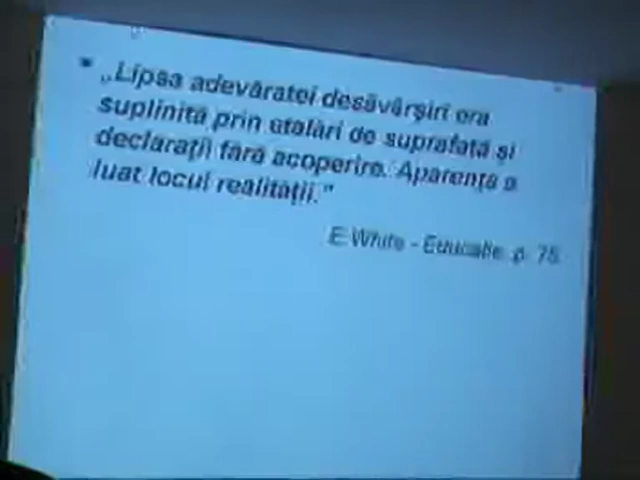 • „Lipsa adevăratei desăvârşiri era
suplinită prin etalări de suprafaţă şi
declaraţii fără acoperire. Aparenţa a
luat locul realităţii."
E.White - Educatie, p. 75